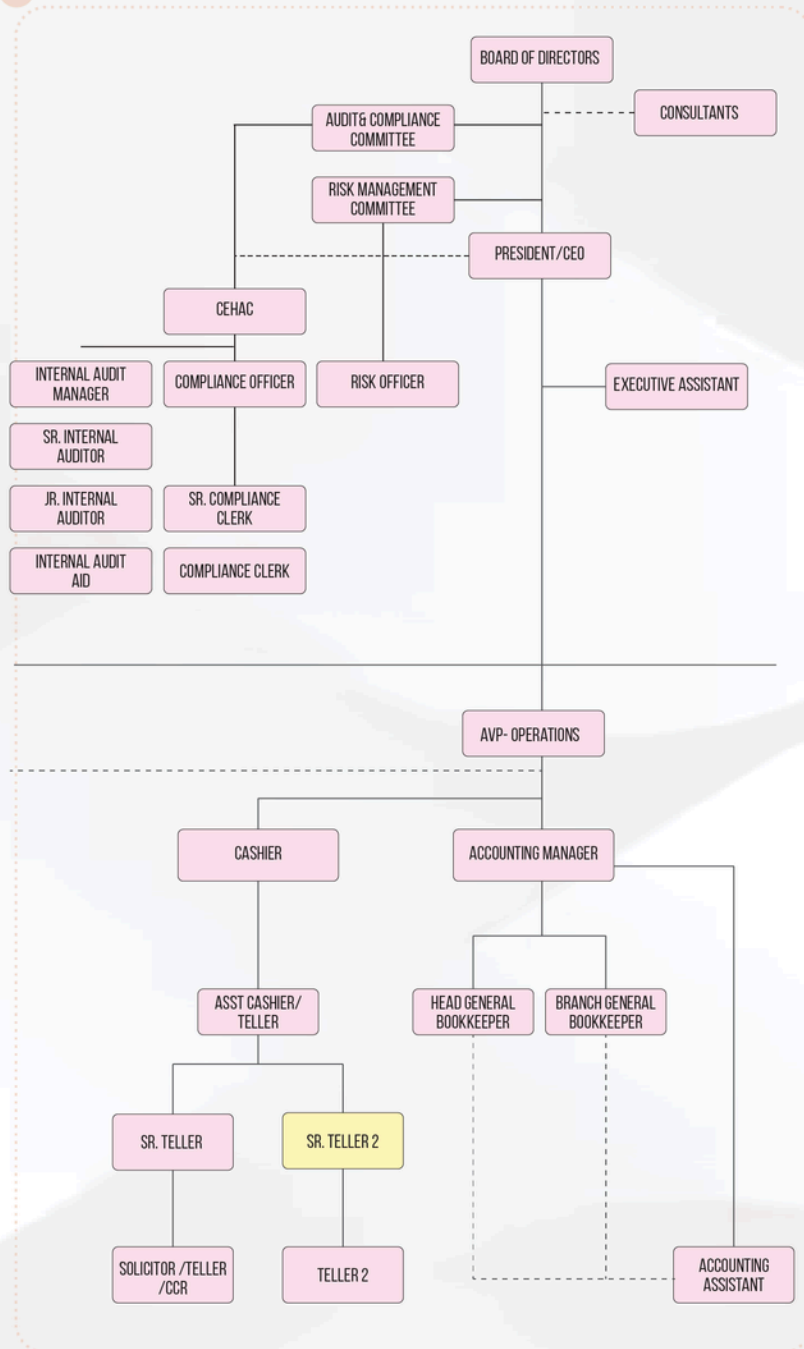 BOARD OF DIRECTORS
CONSULTANTS
AUDIT& COMPLIANCE
COMMITTEE
RISK MANAGEMENT
COMMITTEE
PRESIDENT/CEO
CEHAC
INTERNAL AUDIT
MANAGER
COMPLIANCE OFFICER
RISK OFFICER
EXECUTIVE ASSISTANT
SR. INTERNAL
AUDITOR
JR. INTERNAL
AUDITOR
SR. COMPLIANCE
CLERK
INTERNAL AUDIT
AID
COMPLIANCE CLERK
AVP- OPERATIONS
CASHIER
ACCOUNTING MANAGER
ASST CASHIER/
TELLER
HEAD GENERAL
BOOKKEEPER
BRANCH GENERAL
BOOKKEEPER
SR. TELLER
SR. TELLER 2
SOLICITOR /TELLER
/CCR
TELLER 2
ACCOUNTING
ASSISTANT